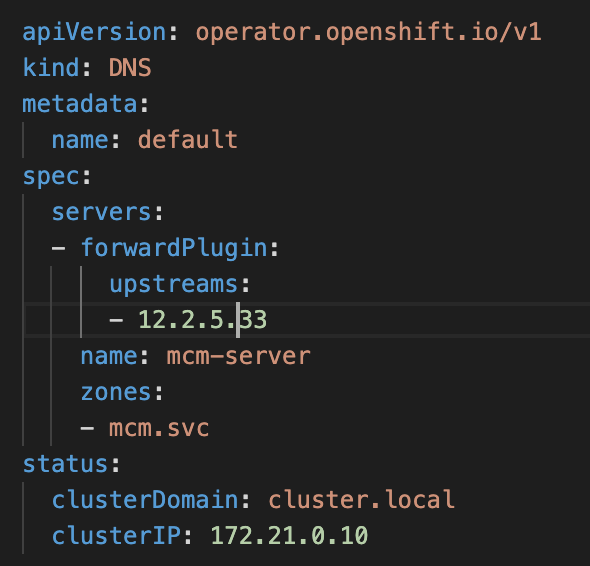 apiVersion: operator.openshift.io/v1
kind: DNS
metadata:
  name: default
spec:
  servers:
  - forwardPlugin:
      upstreams:
      - 12.2.5.33
    name: mcm-server
    zones:
    - mcm.svc
status:
  clusterDomain: cluster.local
  clusterIP: 172.21.0.10